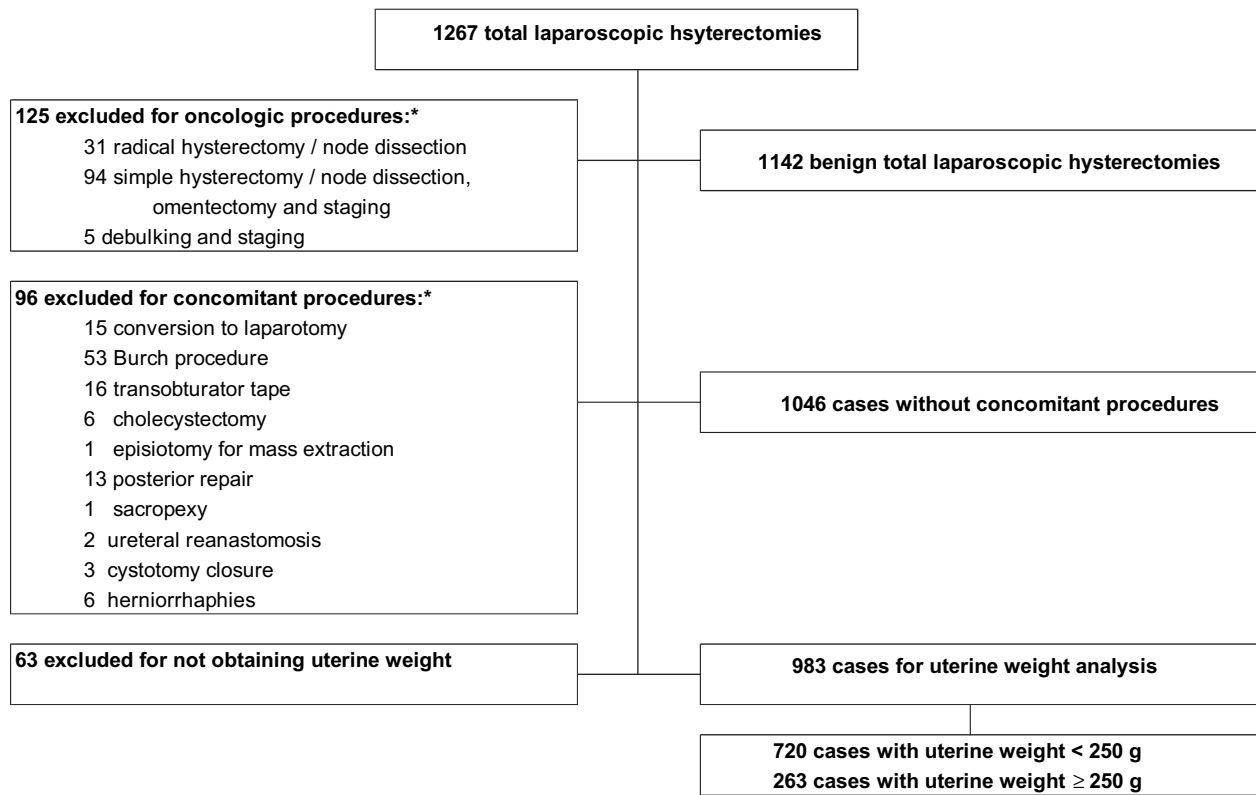 1267 total laparoscopic hsyterectomies
125 excluded for oncologic procedures:*
31 radical hysterectomy / node dissection
94 simple hysterectomy / node dissection,
omentectomy and staging
5 debulking and staging
1142 benign total laparoscopic hysterectomies
96 excluded for concomitant procedures:*
15 conversion to laparotomy
53 Burch procedure
16 transobturator tape
6 cholecystectomy
1 episiotomy for mass extraction
13 posterior repair
1 sacropexy
2 ureteral reanastomosis
3 cystotomy closure
6 herniorrhaphies
1046 cases without concomitant procedures
63 excluded for not obtaining uterine weight
983 cases for uterine weight analysis
720 cases with uterine weight < 250 g
263 cases with uterine weight ≥ 250 g